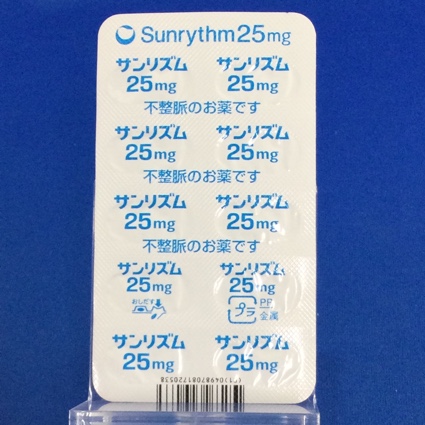 Sunrythm25mg
サンリズム サンリズム
25mg 25mg
不整脈のお薬です
サンリズム サンリズム
25mg 25mg
不整脈のお薬です
サンリズム サンリズム
25mg 25mg
不整脈のお薬です
サンリズム サンリズム
25mg 25mg
おしだす プラ PP
金属
サンリズム サンリズム
25mg 25mg
(01)04987081720538